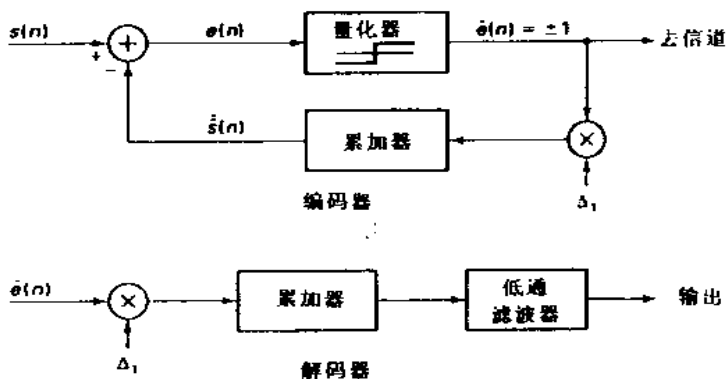 s(n)
+
−
e(n)
量化器
ẽ(n) = ±1
去信道
ŝ̃(n)
累加器
×
Δ₁
编码器
ẽ(n)
×
Δ₁
累加器
低通
滤波器
输出
解码器